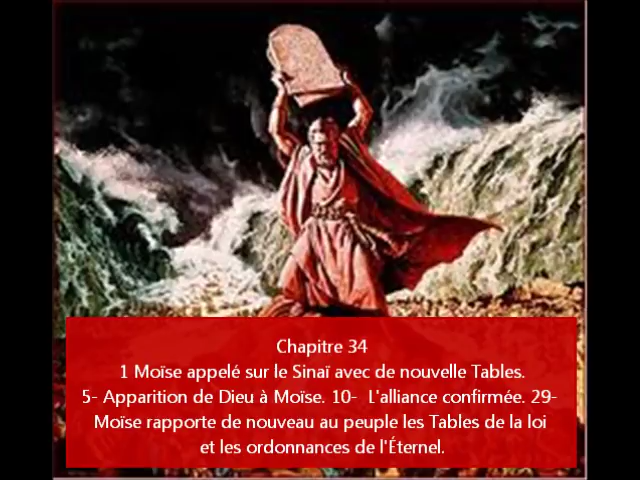 Chapitre 34
1 Moïse appelé sur le Sinaï avec de nouvelle Tables.
5- Apparition de Dieu à Moïse. 10-  L'alliance confirmée. 29-
Moïse rapporte de nouveau au peuple les Tables de la loi
et les ordonnances de l'Éternel.